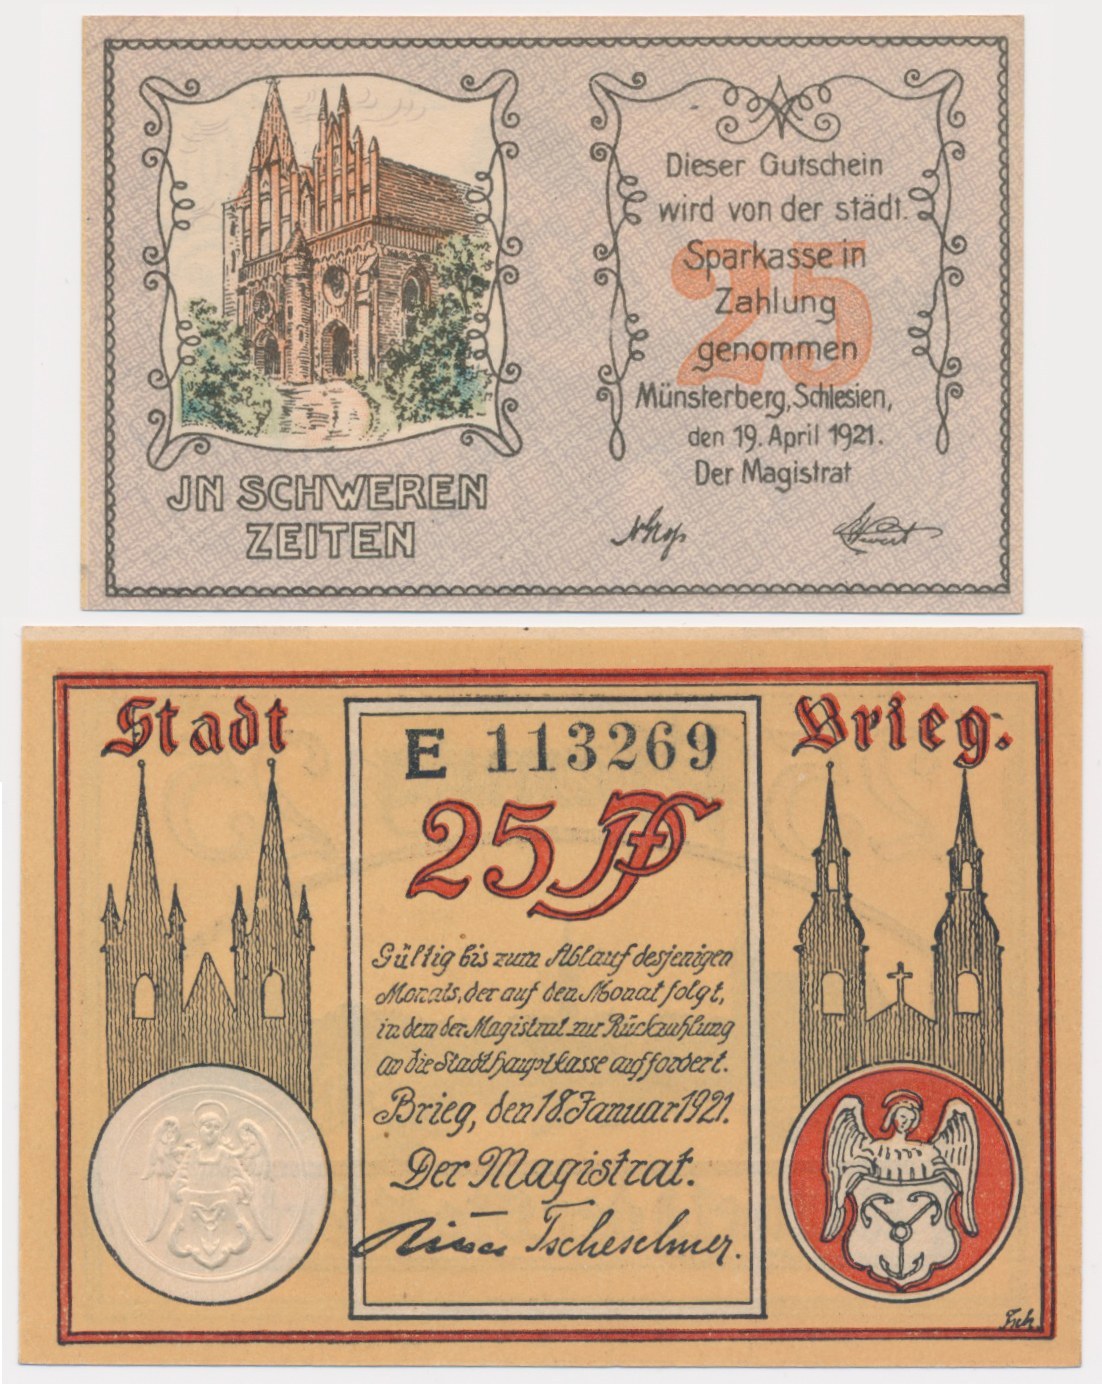 Dieser Gutschein
wird von der städt.
Sparkasse in
Zahlung
genommen
25
Münsterberg, Schlesien,
den 19. April 1921.
Der Magistrat
JN SCHWEREN
ZEITEN
Stadt Brieg.
E 113269
25 Pf
Gültig bis zum Ablauf desjenigen
Monats, der auf den Monat folgt,
in dem der Magistrat zur Rückzahlung
an die Stadthauptkasse auffordert.
Brieg, den 18. Januar 1921.
Der Magistrat.
Tscheschner.
Tsch.